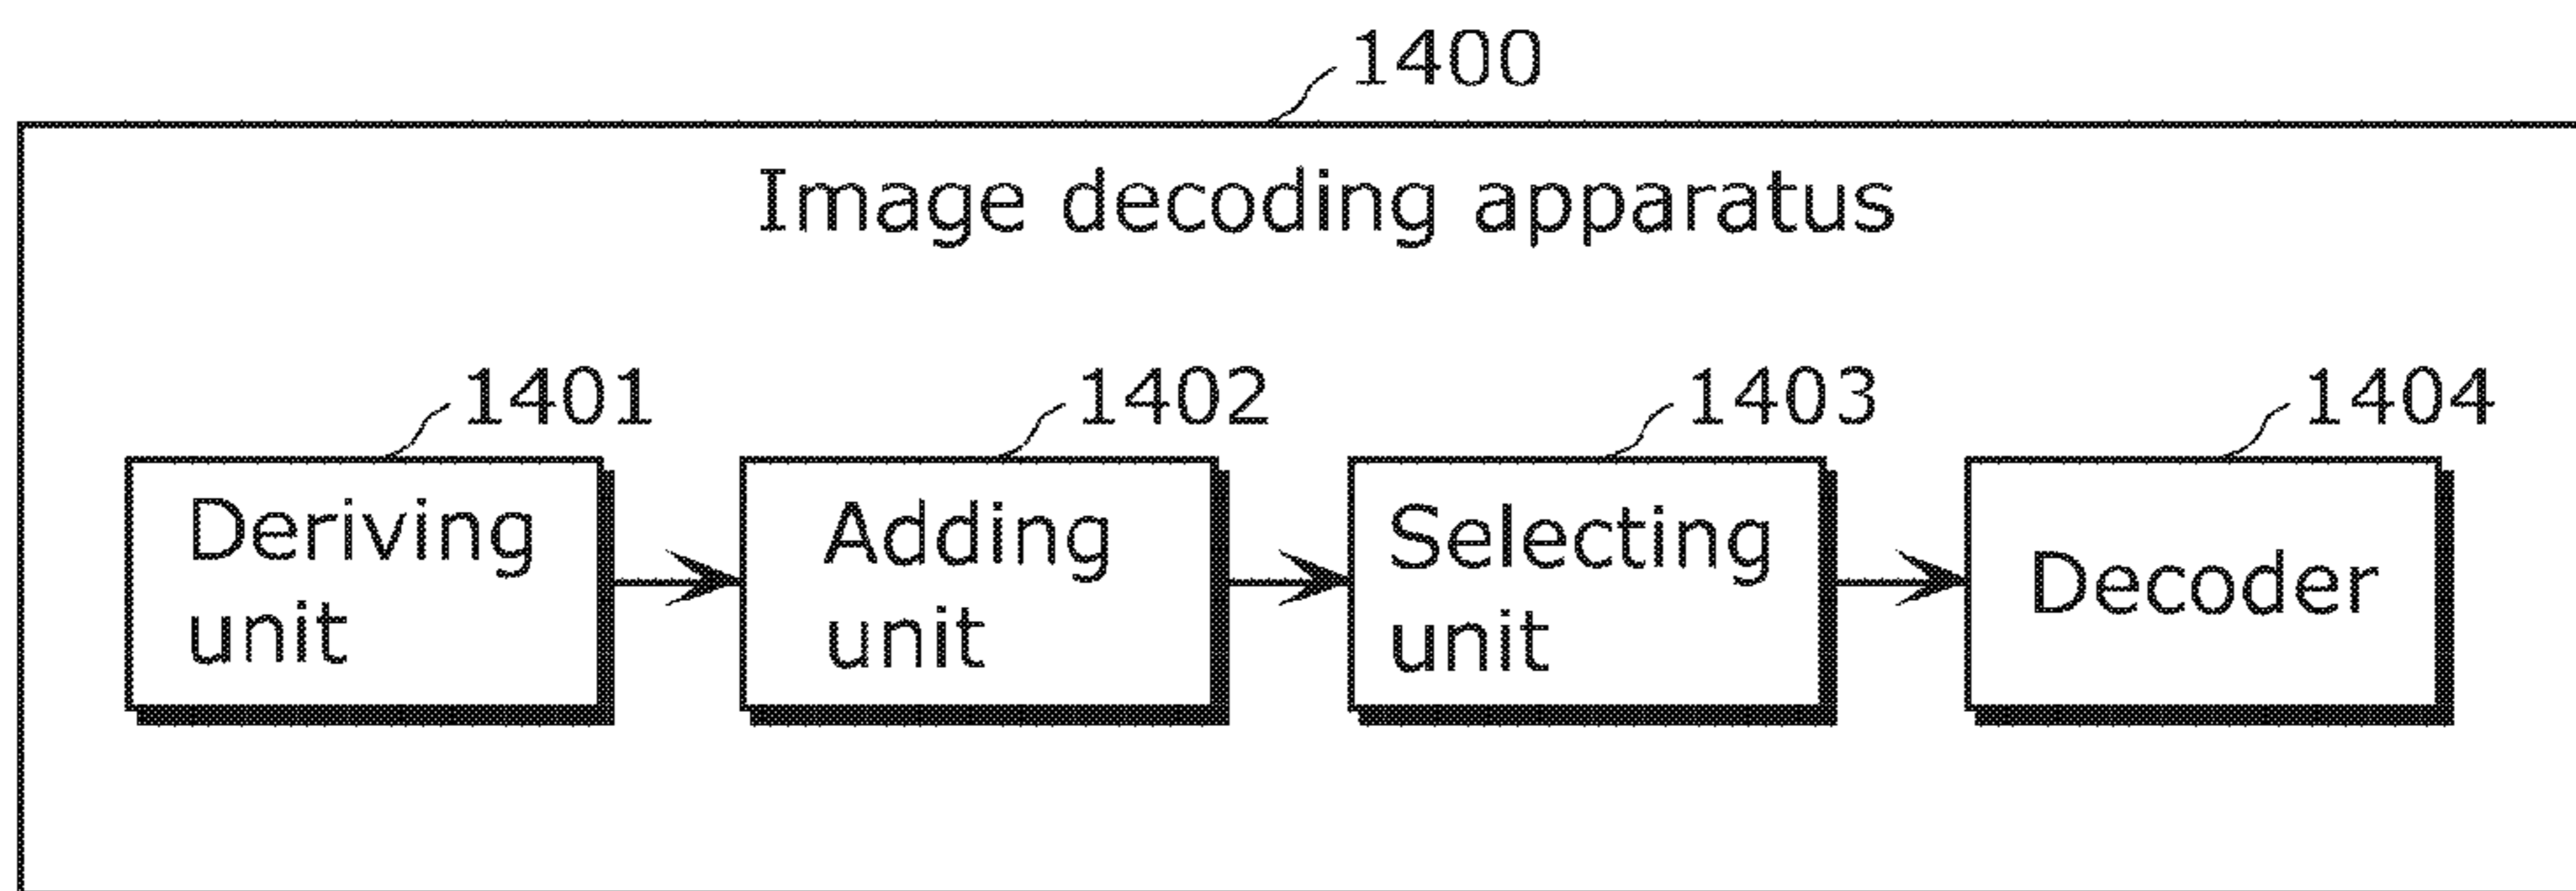 1400
Image decoding apparatus
1401
1402
1403
1404
Deriving
unit
Adding
unit
Selecting
unit
Decoder